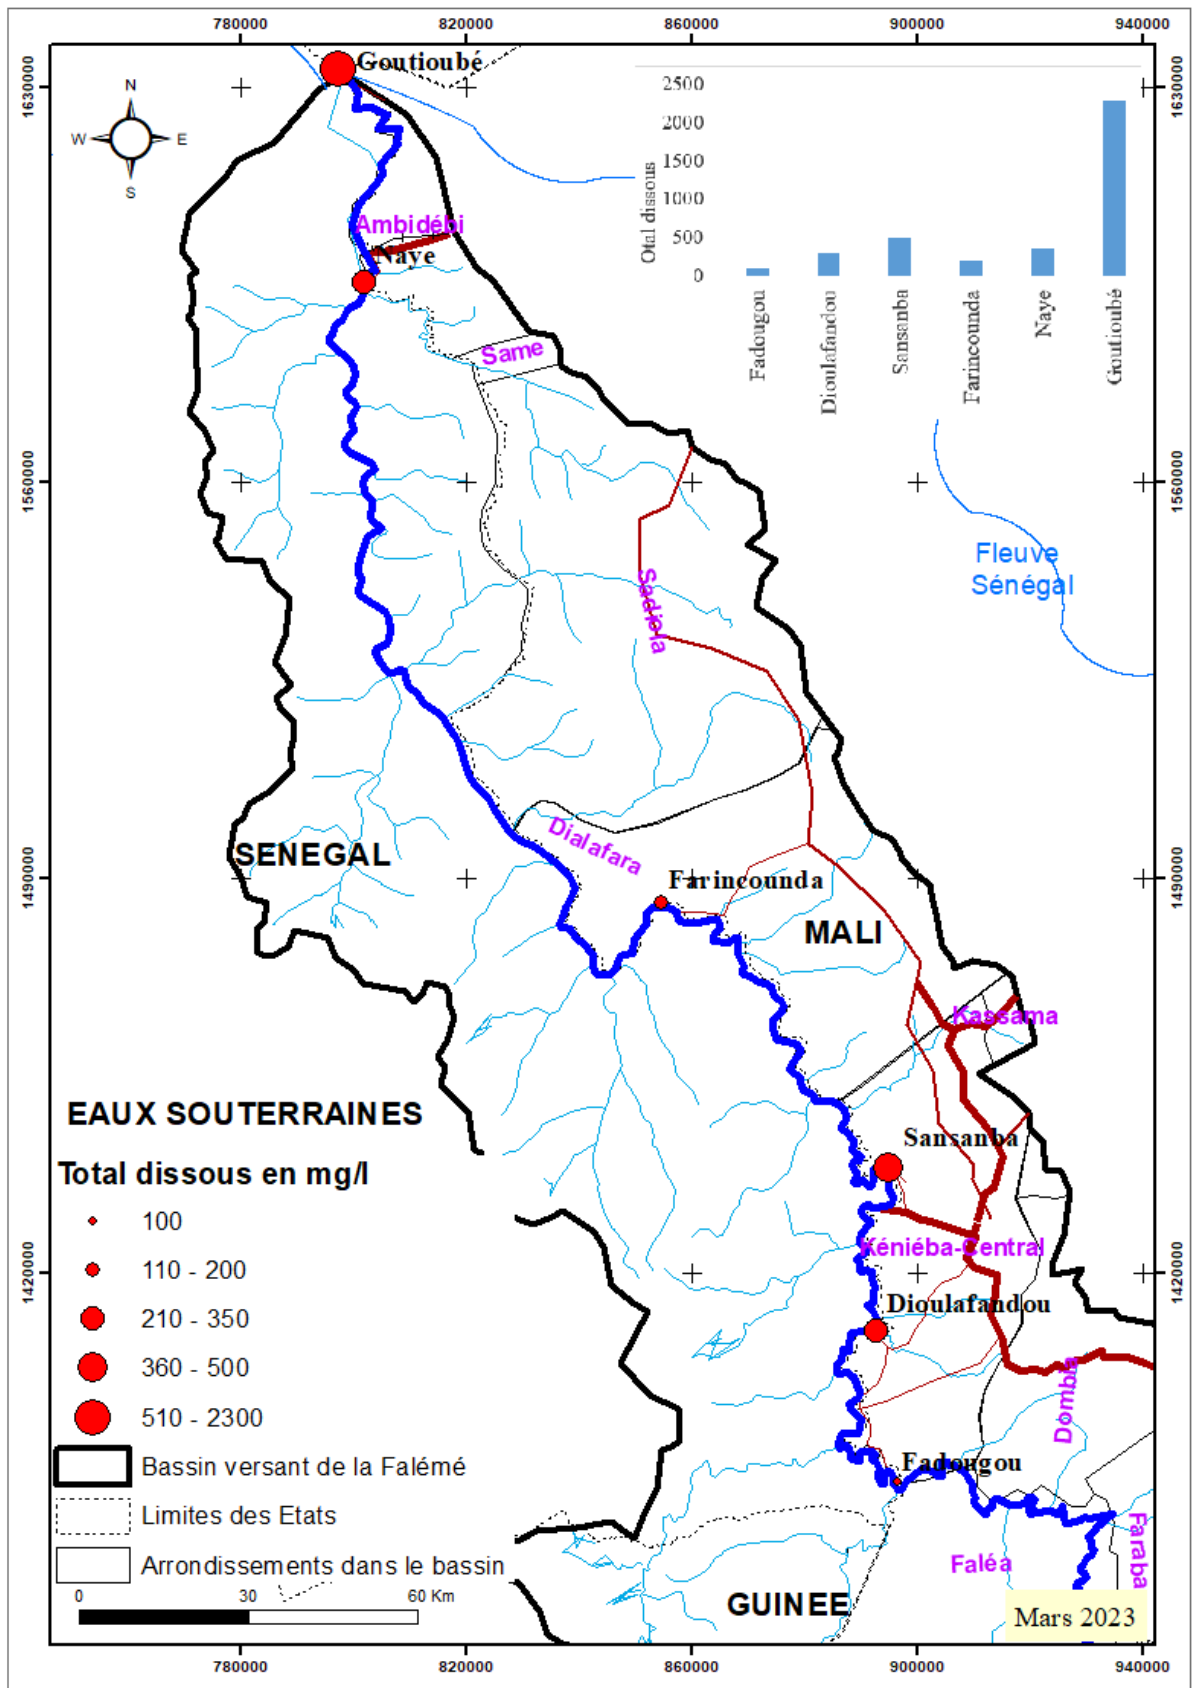 780000
820000
860000
900000
940000
Goutioubé
1630000
1630000
N
W
E
S
2500
2000
1500
1000
500
0
Otal dissous
Fadougou
Dioulafandou
Sansanba
Farincounda
Naye
Goutioubé
Ambidébi
Naye
Same
1560000
1560000
Fleuve
Sénégal
Sadiola
Dialafara
SENEGAL
Farincounda
1490000
1490000
MALI
Kassama
EAUX SOUTERRAINES
Sansanba
Total dissous en mg/l
100
110 - 200
210 - 350
360 - 500
510 - 2300
Kéniéba-Central
1420000
1420000
Dioulafandou
Dombia
Fadougou
Bassin versant de la Falémé
Limites des Etats
Arrondissements dans le bassin
Faraba
Faléa
0
30
60 Km
GUINEE
Mars 2023
780000
820000
860000
900000
940000